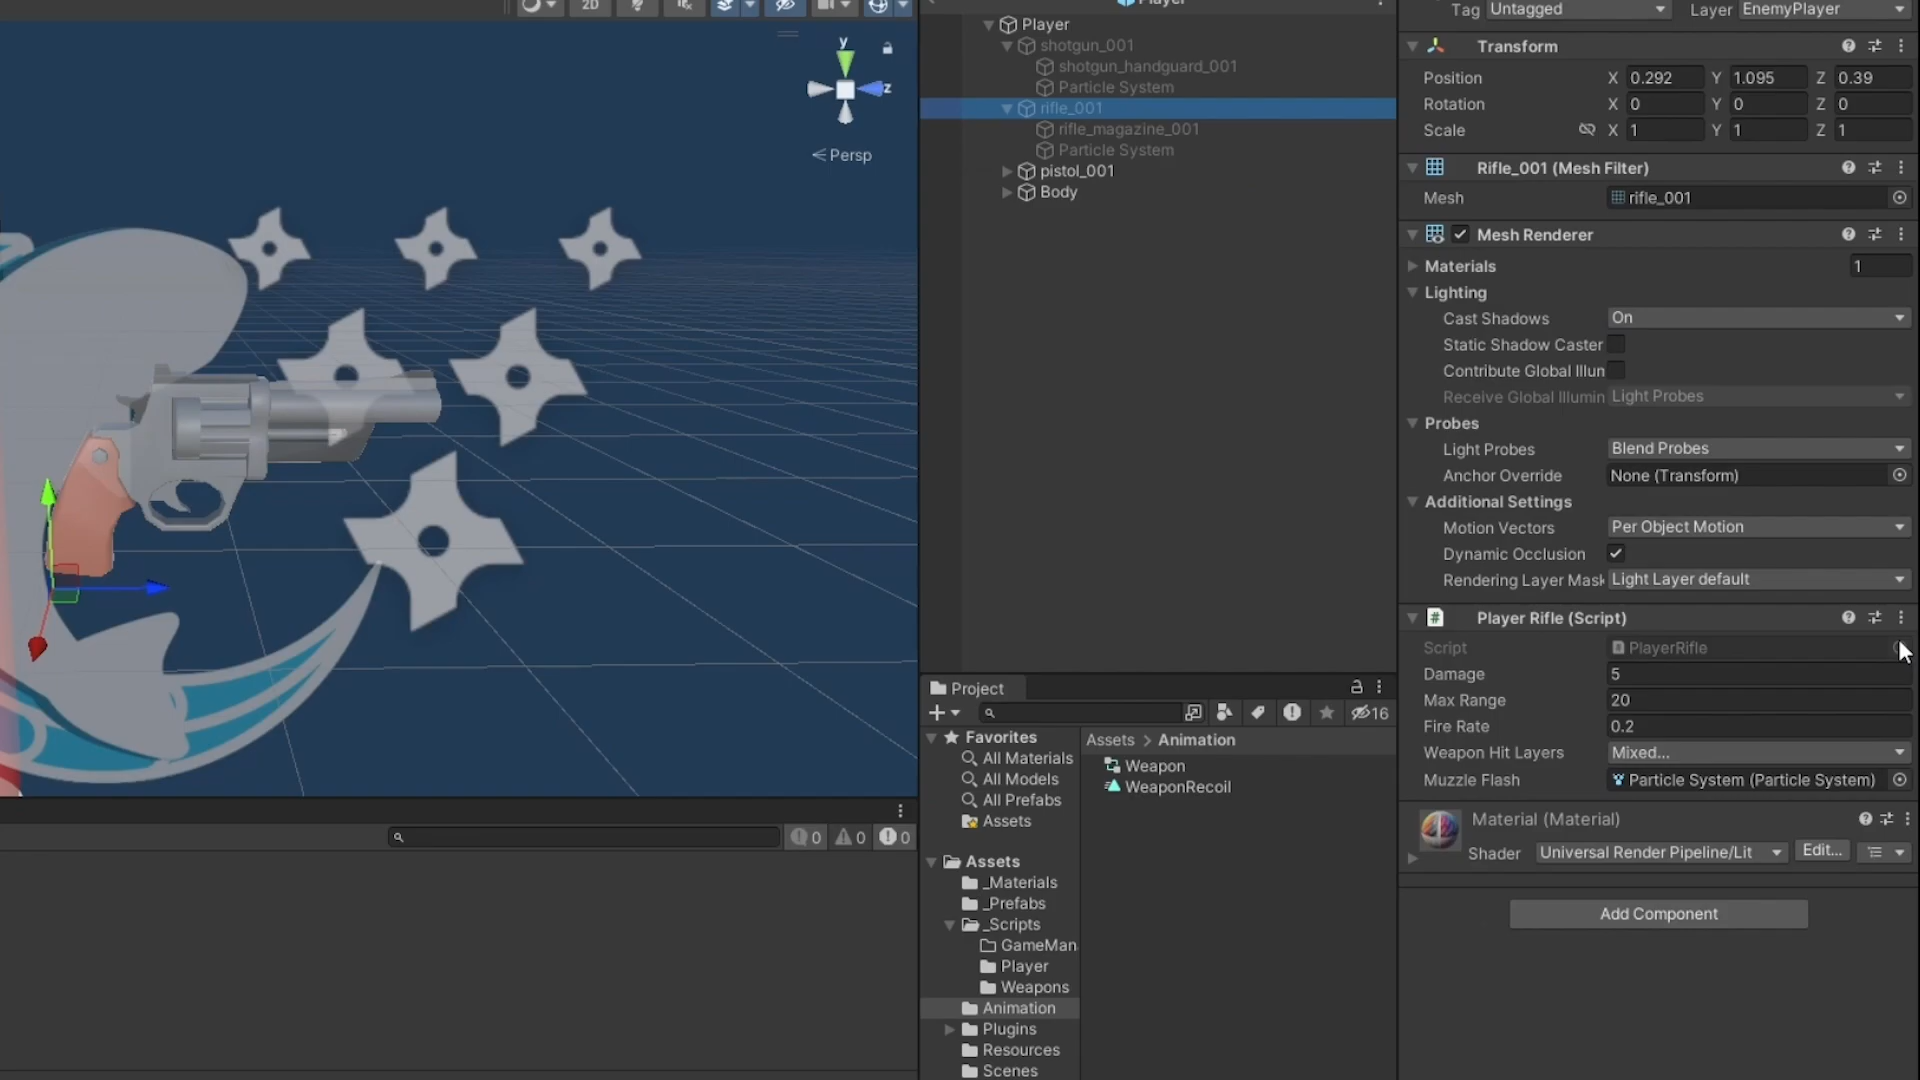 2D
y
z
Persp
0
0
0
Player
Player
shotgun_001
shotgun_handguard_001
Particle System
rifle_001
rifle_magazine_001
Particle System
pistol_001
Body
Project
16
Favorites
All Materials
All Models
All Prefabs
Assets
Assets
_Materials
_Prefabs
_Scripts
GameMan
Player
Weapons
Animation
Plugins
Resources
Scenes
Assets > Animation
Weapon
WeaponRecoil
Tag Untagged Layer EnemyPlayer
Transform
Position X 0.292 Y 1.095 Z 0.39
Rotation X 0 Y 0 Z 0
Scale X 1 Y 1 Z 1
Rifle_001 (Mesh Filter)
Mesh rifle_001
Mesh Renderer
Materials 1
Lighting
Cast Shadows On
Static Shadow Caster
Contribute Global Illun
Receive Global Illumin Light Probes
Probes
Light Probes Blend Probes
Anchor Override None (Transform)
Additional Settings
Motion Vectors Per Object Motion
Dynamic Occlusion
Rendering Layer Mask Light Layer default
# Player Rifle (Script)
Script PlayerRifle
Damage 5
Max Range 20
Fire Rate 0.2
Weapon Hit Layers Mixed...
Muzzle Flash Particle System (Particle System)
Material (Material)
Shader Universal Render Pipeline/Lit Edit...
Add Component